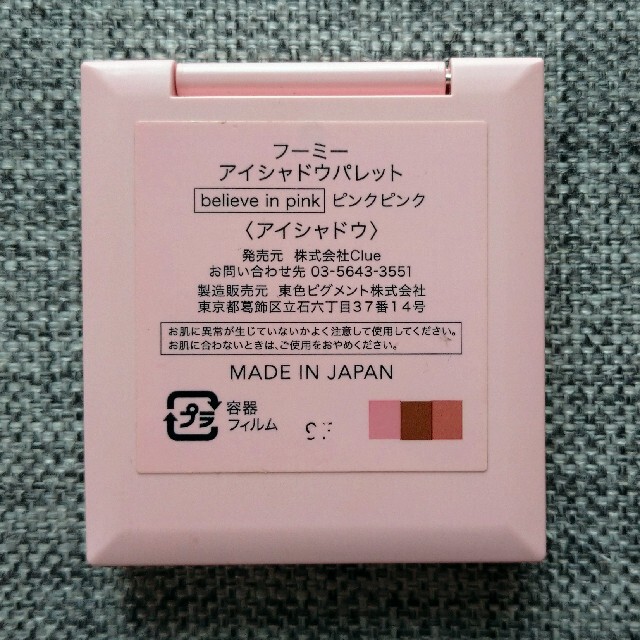 フーミー
アイシャドウパレット
believe in pink ピンクピンク
〈アイシャドウ〉
発売元 株式会社Clue
お問い合わせ先 03-5643-3551
製造販売元 東色ピグメント株式会社
東京都葛飾区立石六丁目37番14号
お肌に異常が生じていないかよく注意して使用してください。
お肌に合わないときは、ご使用をおやめください。
MADE IN JAPAN
プラ 容器
フィルム